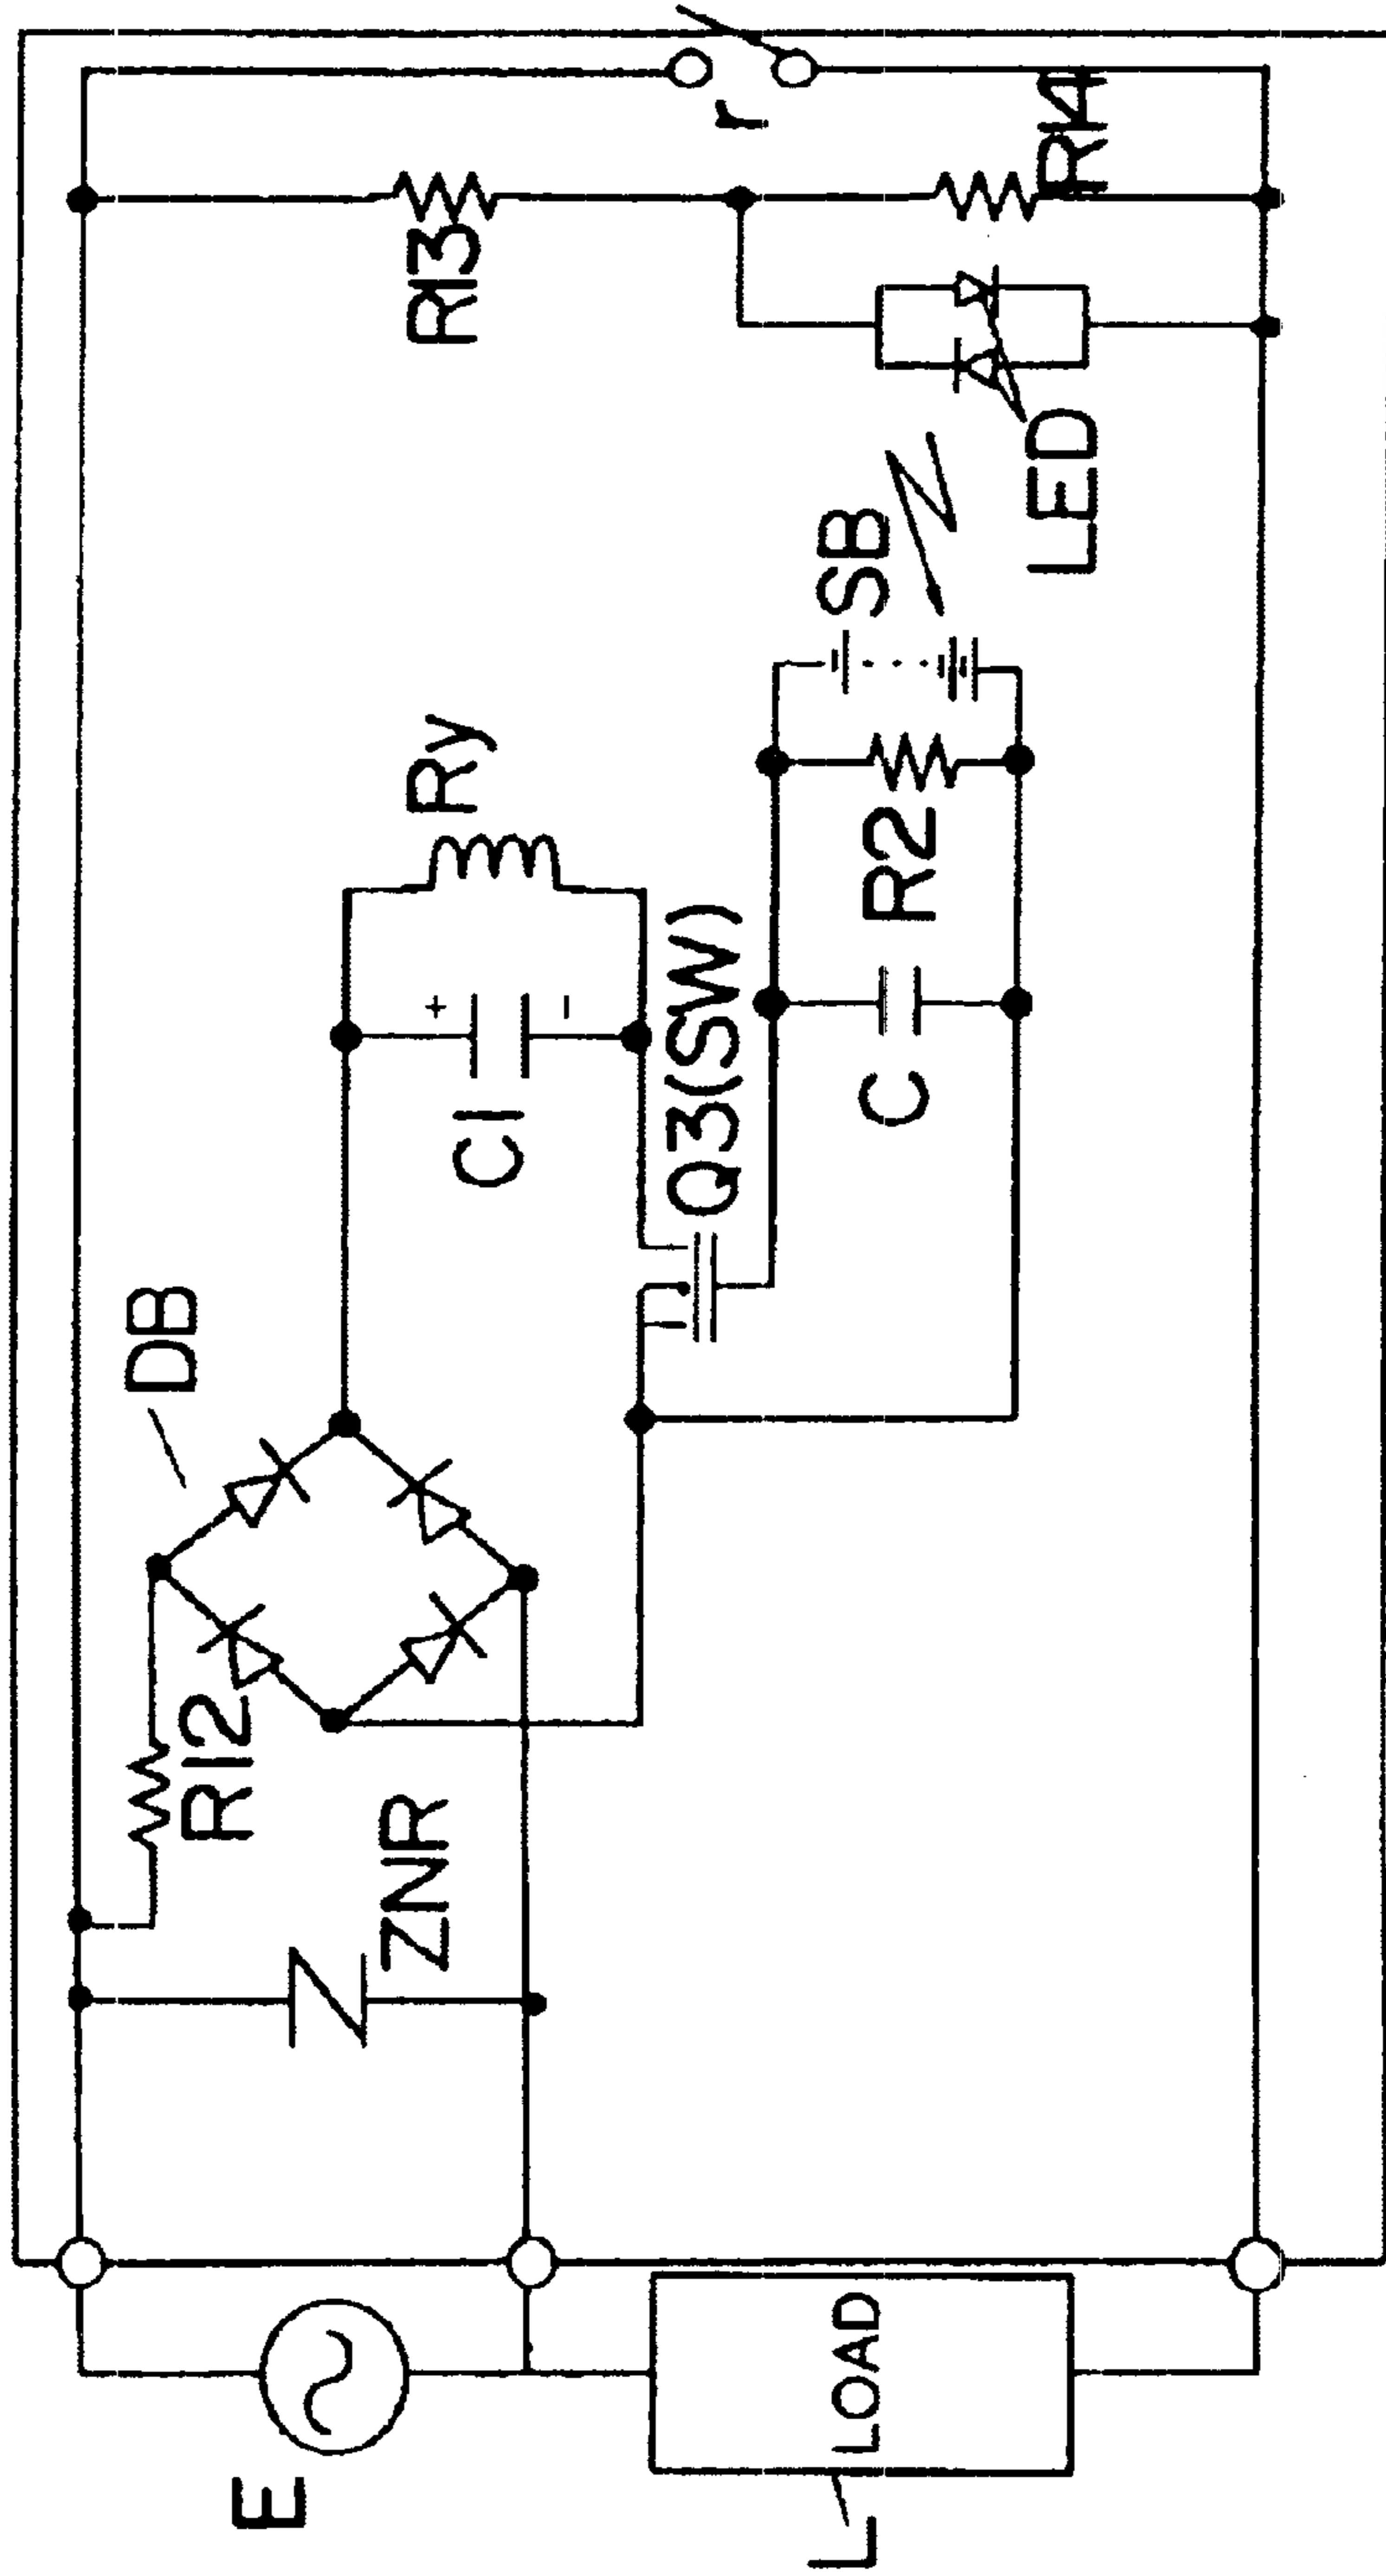 E
L
LOAD
ZNR
R12
DB
C1
+
-
Ry
Q3(SW)
C
R2
SB
LED
R13
R14
r